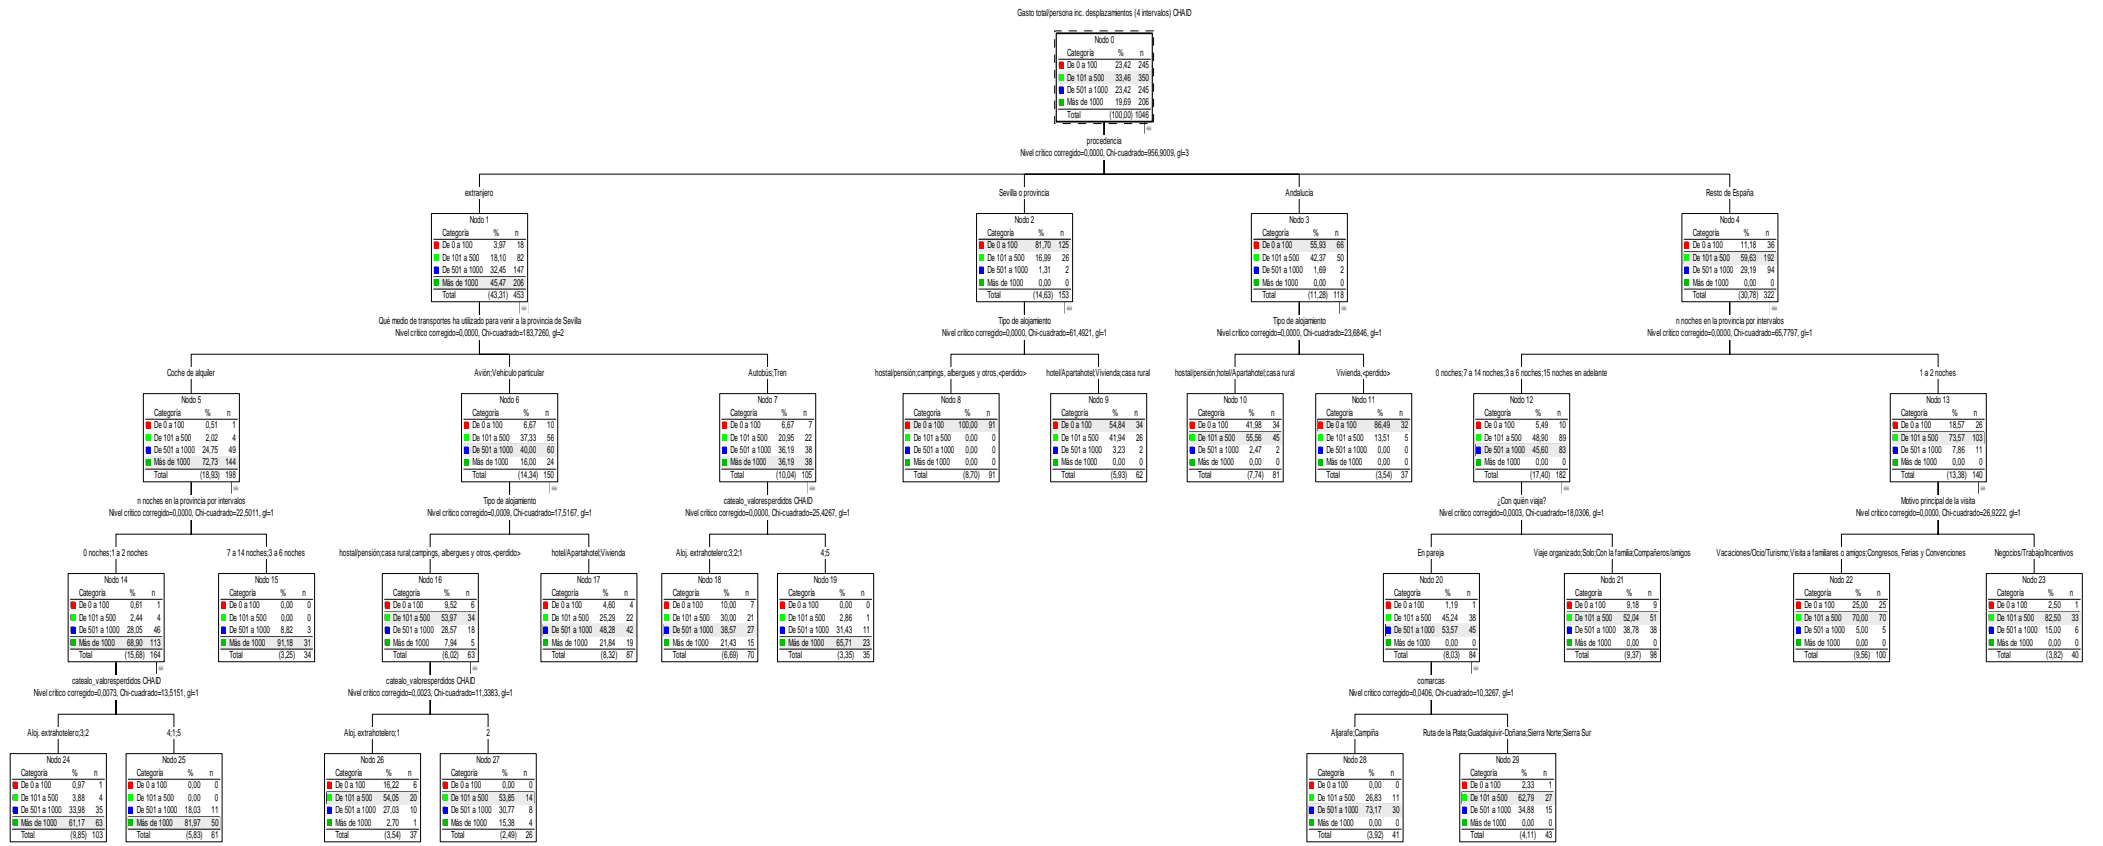 Gasto total/persona inc. desplazamientos (4 intervalos) CHAID
Nodo 0
Categoría % n
De 0 a 100 23,42 245
De 101 a 500 33,46 350
De 501 a 1000 23,42 245
Más de 1000 19,69 206
Total (100,00) 1046
procedencia
Nivel crítico corregido=0,0000, Chi-cuadrado=956,9009, gl=3
extranjero
Nodo 1
Categoría % n
De 0 a 100 3,97 18
De 101 a 500 18,10 82
De 501 a 1000 32,45 147
Más de 1000 45,47 206
Total (43,31) 453
Qué medio de transportes ha utilizado para venir a la provincia de Sevilla
Nivel crítico corregido=0,0000, Chi-cuadrado=183,7260, gl=2
Sevilla o provincia
Nodo 2
Categoría % n
De 0 a 100 81,70 125
De 101 a 500 16,99 26
De 501 a 1000 1,31 2
Más de 1000 0,00 0
Total (14,63) 153
Tipo de alojamiento
Nivel crítico corregido=0,0000, Chi-cuadrado=61,4921, gl=1
Andalucía
Nodo 3
Categoría % n
De 0 a 100 55,93 66
De 101 a 500 42,37 50
De 501 a 1000 1,69 2
Más de 1000 0,00 0
Total (11,28) 118
Tipo de alojamiento
Nivel crítico corregido=0,0000, Chi-cuadrado=23,6846, gl=1
Resto de España
Nodo 4
Categoría % n
De 0 a 100 11,18 36
De 101 a 500 59,63 192
De 501 a 1000 29,19 94
Más de 1000 0,00 0
Total (30,78) 322
n noches en la provincia por intervalos
Nivel crítico corregido=0,0000, Chi-cuadrado=65,7797, gl=1
Coche de alquiler
Nodo 5
Categoría % n
De 0 a 100 0,51 1
De 101 a 500 2,02 4
De 501 a 1000 24,75 49
Más de 1000 72,73 144
Total (18,93) 198
n noches en la provincia por intervalos
Nivel crítico corregido=0,0000, Chi-cuadrado=22,5011, gl=1
Avión;Vehículo particular
Nodo 6
Categoría % n
De 0 a 100 6,67 10
De 101 a 500 37,33 56
De 501 a 1000 40,00 60
Más de 1000 16,00 24
Total (14,34) 150
Tipo de alojamiento
Nivel crítico corregido=0,0009, Chi-cuadrado=17,5167, gl=1
Autobús;Tren
Nodo 7
Categoría % n
De 0 a 100 6,67 7
De 101 a 500 20,95 22
De 501 a 1000 36,19 38
Más de 1000 36,19 38
Total (10,04) 105
catealo_valoresperdidos CHAID
Nivel crítico corregido=0,0000, Chi-cuadrado=25,4267, gl=1
hostal/pensión;campings, albergues y otros,<perdido>
Nodo 8
Categoría % n
De 0 a 100 100,00 91
De 101 a 500 0,00 0
De 501 a 1000 0,00 0
Más de 1000 0,00 0
Total (8,70) 91
hotel/Apartahotel;Vivienda;casa rural
Nodo 9
Categoría % n
De 0 a 100 54,84 34
De 101 a 500 41,94 26
De 501 a 1000 3,23 2
Más de 1000 0,00 0
Total (5,93) 62
hostal/pensión;hotel/Apartahotel;casa rural
Nodo 10
Categoría % n
De 0 a 100 41,98 34
De 101 a 500 55,56 45
De 501 a 1000 2,47 2
Más de 1000 0,00 0
Total (7,74) 81
Vivienda,<perdido>
Nodo 11
Categoría % n
De 0 a 100 86,49 32
De 101 a 500 13,51 5
De 501 a 1000 0,00 0
Más de 1000 0,00 0
Total (3,54) 37
0 noches;7 a 14 noches;3 a 6 noches;15 noches en adelante
Nodo 12
Categoría % n
De 0 a 100 5,49 10
De 101 a 500 48,90 89
De 501 a 1000 45,60 83
Más de 1000 0,00 0
Total (17,40) 182
¿Con quién viaja?
Nivel crítico corregido=0,0003, Chi-cuadrado=18,0306, gl=1
1 a 2 noches
Nodo 13
Categoría % n
De 0 a 100 18,57 26
De 101 a 500 73,57 103
De 501 a 1000 7,86 11
Más de 1000 0,00 0
Total (13,38) 140
Motivo principal de la visita
Nivel crítico corregido=0,0000, Chi-cuadrado=26,9222, gl=1
0 noches;1 a 2 noches
Nodo 14
Categoría % n
De 0 a 100 0,61 1
De 101 a 500 2,44 4
De 501 a 1000 28,05 46
Más de 1000 68,90 113
Total (15,68) 164
catealo_valoresperdidos CHAID
Nivel crítico corregido=0,0073, Chi-cuadrado=13,5151, gl=1
7 a 14 noches;3 a 6 noches
Nodo 15
Categoría % n
De 0 a 100 0,00 0
De 101 a 500 0,00 0
De 501 a 1000 8,82 3
Más de 1000 91,18 31
Total (3,25) 34
hostal/pensión;casa rural;campings, albergues y otros,<perdido>
Nodo 16
Categoría % n
De 0 a 100 9,52 6
De 101 a 500 53,97 34
De 501 a 1000 28,57 18
Más de 1000 7,94 5
Total (6,02) 63
catealo_valoresperdidos CHAID
Nivel crítico corregido=0,0023, Chi-cuadrado=11,3383, gl=1
hotel/Apartahotel;Vivienda
Nodo 17
Categoría % n
De 0 a 100 4,60 4
De 101 a 500 25,29 22
De 501 a 1000 48,28 42
Más de 1000 21,84 19
Total (8,32) 87
Aloj. extrahotelero;3;2;1
Nodo 18
Categoría % n
De 0 a 100 10,00 7
De 101 a 500 30,00 21
De 501 a 1000 38,57 27
Más de 1000 21,43 15
Total (6,69) 70
4;5
Nodo 19
Categoría % n
De 0 a 100 0,00 0
De 101 a 500 2,86 1
De 501 a 1000 31,43 11
Más de 1000 65,71 23
Total (3,35) 35
En pareja
Nodo 20
Categoría % n
De 0 a 100 1,19 1
De 101 a 500 45,24 38
De 501 a 1000 53,57 45
Más de 1000 0,00 0
Total (8,03) 84
comarcas
Nivel crítico corregido=0,0406, Chi-cuadrado=10,3267, gl=1
Viaje organizado;Solo;Con la familia;Compañeros/amigos
Nodo 21
Categoría % n
De 0 a 100 9,18 9
De 101 a 500 52,04 51
De 501 a 1000 38,78 38
Más de 1000 0,00 0
Total (9,37) 98
Vacaciones/Ocio/Turismo;Visita a familiares o amigos;Congresos, Ferias y Convenciones
Nodo 22
Categoría % n
De 0 a 100 25,00 25
De 101 a 500 70,00 70
De 501 a 1000 5,00 5
Más de 1000 0,00 0
Total (9,56) 100
Negocios/Trabajo/Incentivos
Nodo 23
Categoría % n
De 0 a 100 2,50 1
De 101 a 500 82,50 33
De 501 a 1000 15,00 6
Más de 1000 0,00 0
Total (3,82) 40
Aloj. extrahotelero;3;2
Nodo 24
Categoría % n
De 0 a 100 0,97 1
De 101 a 500 3,88 4
De 501 a 1000 33,98 35
Más de 1000 61,17 63
Total (9,85) 103
4;1;5
Nodo 25
Categoría % n
De 0 a 100 0,00 0
De 101 a 500 0,00 0
De 501 a 1000 18,03 11
Más de 1000 81,97 50
Total (5,83) 61
Aloj. extrahotelero;1
Nodo 26
Categoría % n
De 0 a 100 16,22 6
De 101 a 500 54,05 20
De 501 a 1000 27,03 10
Más de 1000 2,70 1
Total (3,54) 37
2
Nodo 27
Categoría % n
De 0 a 100 0,00 0
De 101 a 500 53,85 14
De 501 a 1000 30,77 8
Más de 1000 15,38 4
Total (2,49) 26
Aljarafe;Campiña
Nodo 28
Categoría % n
De 0 a 100 0,00 0
De 101 a 500 26,83 11
De 501 a 1000 73,17 30
Más de 1000 0,00 0
Total (3,92) 41
Ruta de la Plata;Guadalquivir-Doñana;Sierra Norte;Sierra Sur
Nodo 29
Categoría % n
De 0 a 100 2,33 1
De 101 a 500 62,79 27
De 501 a 1000 34,88 15
Más de 1000 0,00 0
Total (4,11) 43